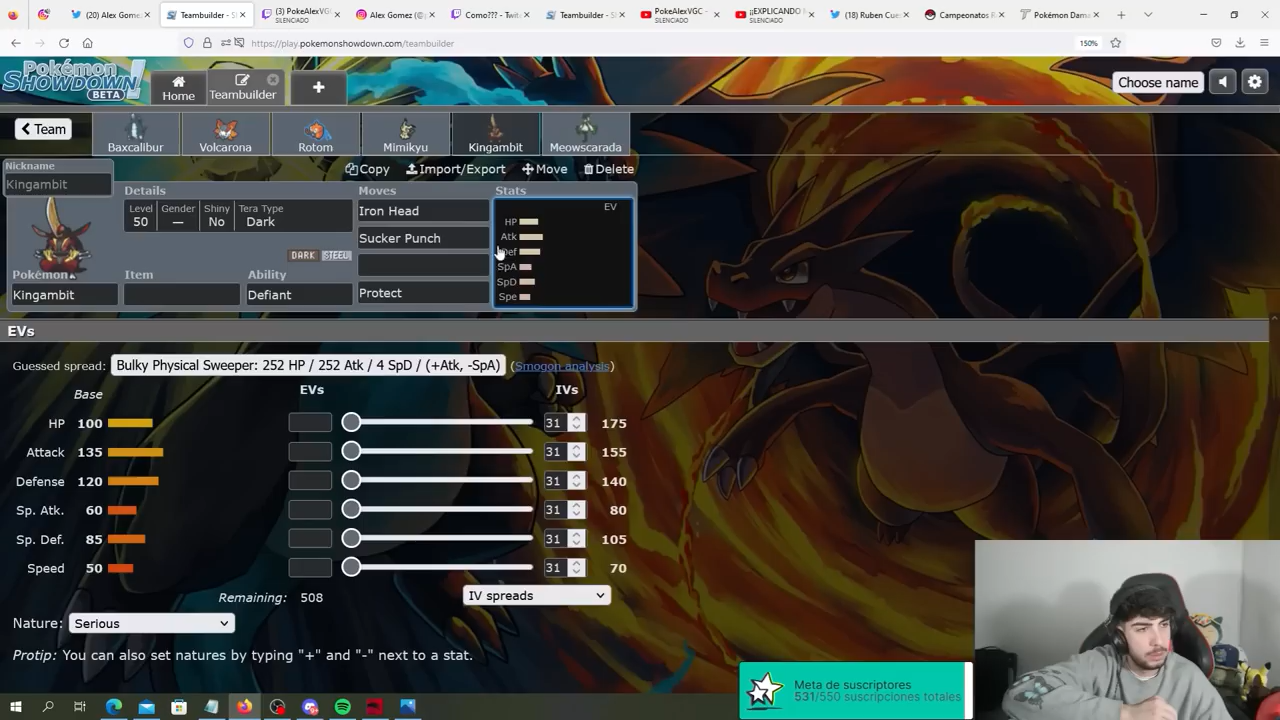 (20) Alex Gome
Teambuilder - S
(3) PokeAlexVGC -
SILENCIADO
Alex Gomez (@
Como??? - Twit
SILENCIADO
Teambuilder - S
PokeAlexVGC
SILENCIADO
¡¡EXPLICANDO
SILENCIADO
(18) Ruben Cue
Campeonatos
Pokémon Dama
https://play.pokemonshowdown.com/teambuilder
150%
Pokémon
SHOWDOWN!
BETA
Home
Teambuilder
Choose name
Team
Baxcalibur
Volcarona
Rotom
Mimikyu
Kingambit
Meowscarada
Nickname
Kingambit
Copy
Import/Export
Move
Delete
Details
Moves
Stats
Level
50
Gender
—
Shiny
No
Tera Type
Dark
Iron Head
Sucker Punch
Protect
EV
HP
Atk
Def
SpA
SpD
Spe
DARK
STEEL
Pokémon
Kingambit
Item
Ability
Defiant
EVs
Guessed spread:
Bulky Physical Sweeper: 252 HP / 252 Atk / 4 SpD / (+Atk, -SpA)
(Smogon analysis)
Base
EVs
IVs
HP 100 31 175
Attack 135 31 155
Defense 120 31 140
Sp. Atk. 60 31 80
Sp. Def. 85 31 105
Speed 50 31 70
Remaining: 508
IV spreads
Nature: Serious
Protip: You can also set natures by typing "+" and "-" next to a stat.
Meta de suscriptores
531/550 suscripciones totales